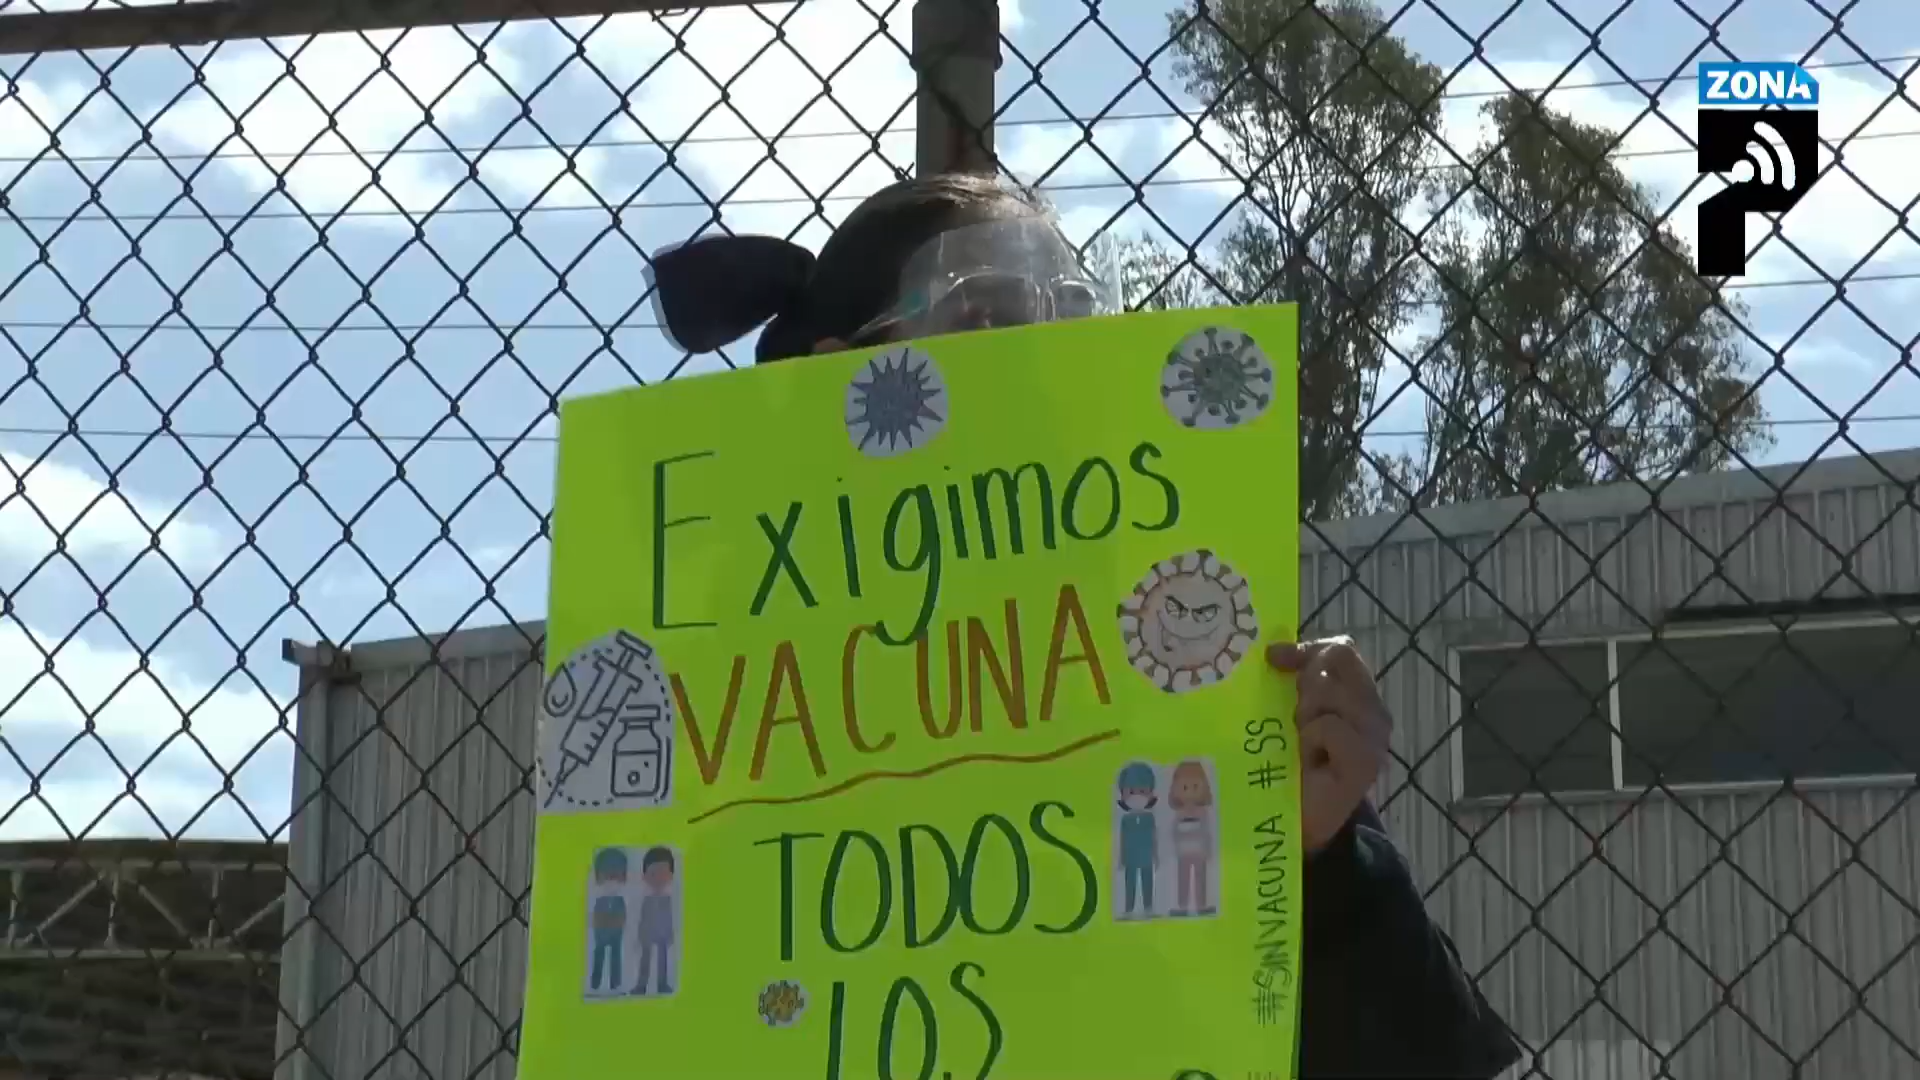 ZONA
P
Exigimos
VACUNA
TODOS
LOS
#SINVACUNA #SS